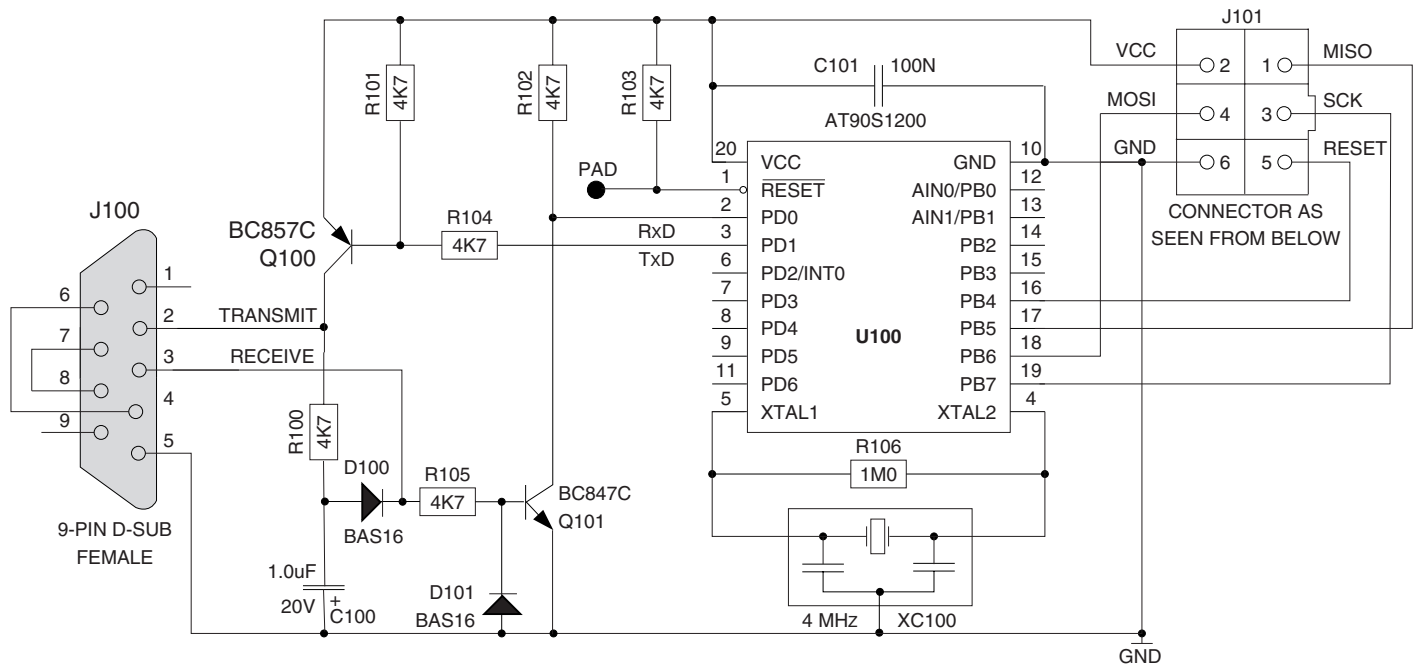 J101
VCC
2
1
MISO
MOSI
4
3
SCK
GND
6
5
RESET
CONNECTOR AS
SEEN FROM BELOW
R101
4K7
R102
4K7
R103
4K7
C101
100N
AT90S1200
PAD
20
VCC
1
RESET
2
PD0
3
PD1
6
PD2/INT0
7
PD3
8
PD4
9
PD5
11
PD6
5
XTAL1
U100
GND
10
AIN0/PB0
12
AIN1/PB1
13
PB2
14
PB3
15
PB4
16
PB5
17
PB6
18
PB7
19
XTAL2
4
J100
BC857C
Q100
R104
4K7
RxD
TxD
1
6
2
TRANSMIT
7
3
RECEIVE
8
4
9
5
9-PIN D-SUB
FEMALE
R100
4K7
D100
BAS16
R105
4K7
BC847C
Q101
1.0uF
20V
+
C100
D101
BAS16
R106
1M0
4 MHz
XC100
GND